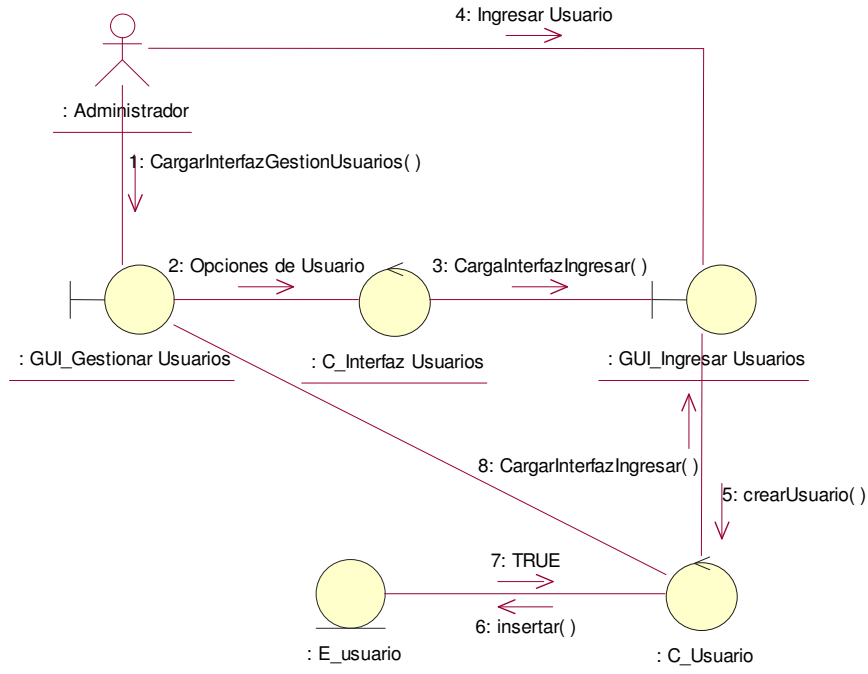 4: Ingresar Usuario
: Administrador
1: CargarInterfazGestionUsuarios( )
2: Opciones de Usuario
3: CargaInterfazIngresar( )
: GUI_Gestionar Usuarios
: C_Interfaz Usuarios
: GUI_Ingresar Usuarios
8: CargarInterfazIngresar( )
5: crearUsuario( )
7: TRUE
6: insertar( )
: E_usuario
: C_Usuario